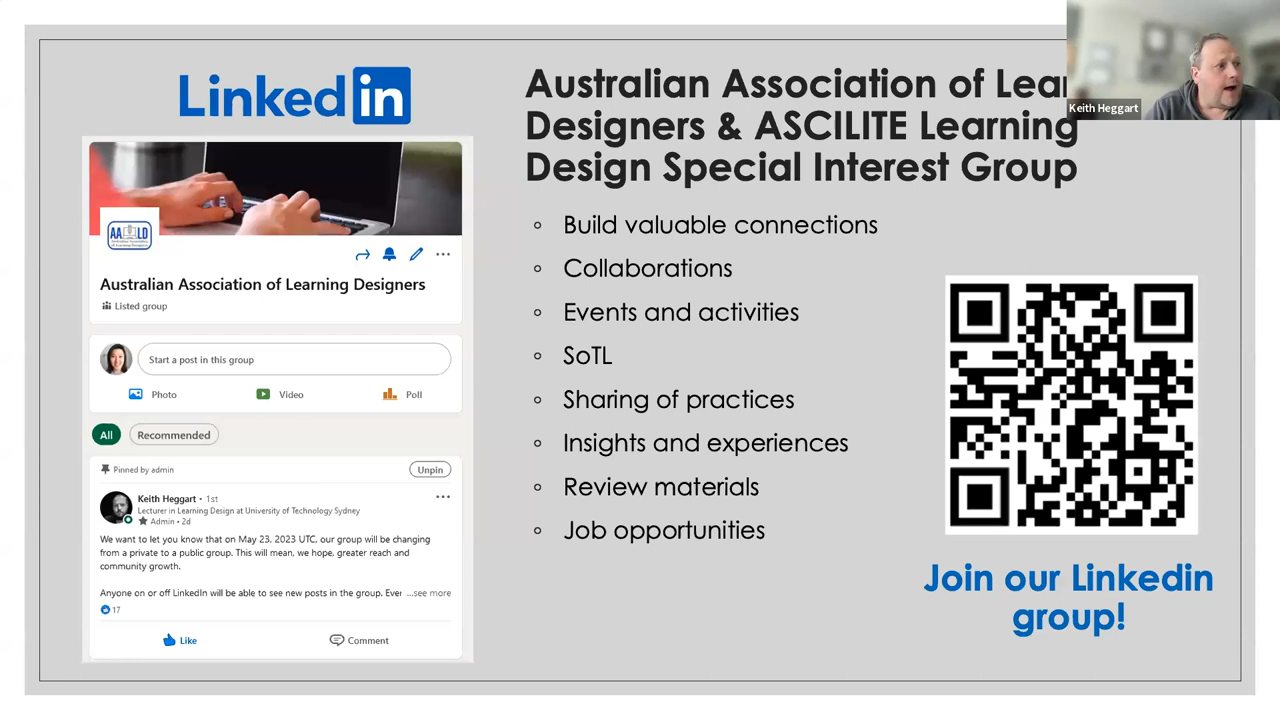 Linked in
AALD
Australian Association of Learning Designers
Listed group
Start a post in this group
Photo
Video
Poll
All
Recommended
Pinned by admin
Unpin
Keith Heggart • 1st
Lecturer in Learning Design at University of Technology Sydney
Admin • 2d
We want to let you know that on May 23, 2023 UTC, our group will be changing
from a private to a public group. This will mean, we hope, greater reach and
community growth.
Anyone on or off LinkedIn will be able to see new posts in the group. Ever ...see more
17
Like
Comment
Australian Association of Lear
Designers & ASCILITE Learning
Design Special Interest Group
Build valuable connections
Collaborations
Events and activities
SoTL
Sharing of practices
Insights and experiences
Review materials
Job opportunities
Join our Linkedin
group!
Keith Heggart